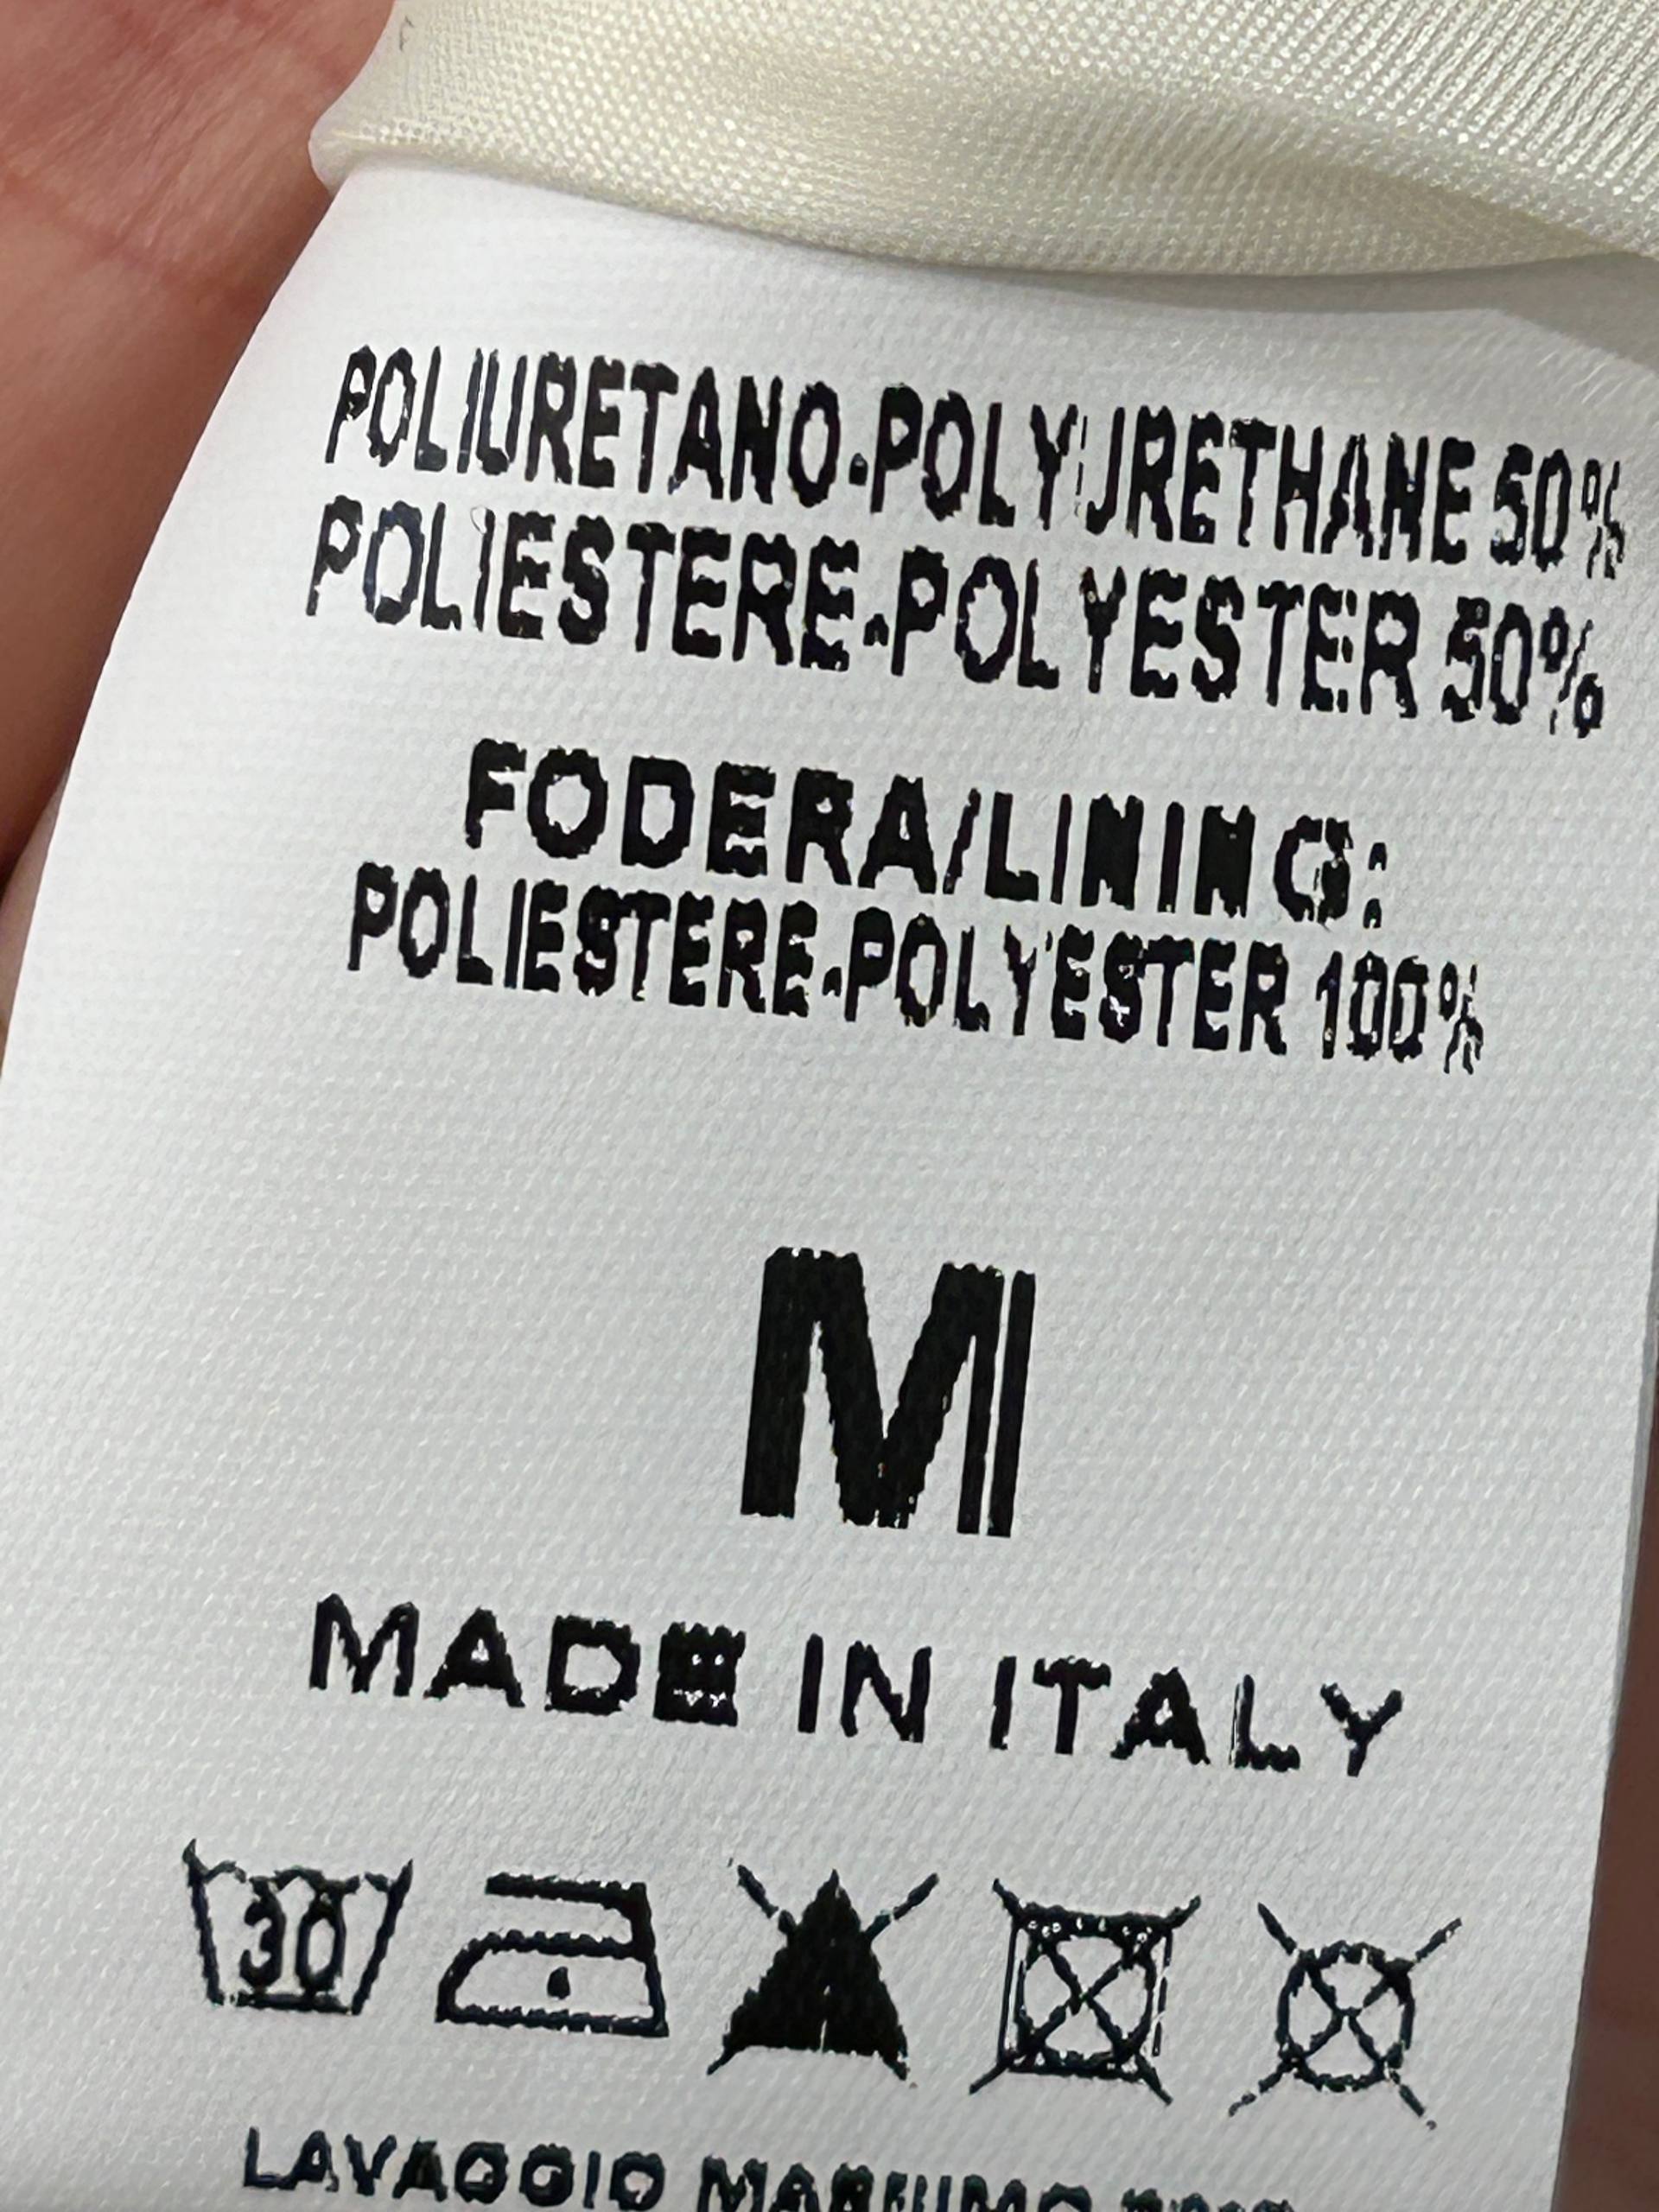 POLIURETANO-POLYURETHANE 50%
POLIESTERE-POLYESTER 50%
FODERA/LINING:
POLIESTERE-POLYESTER 100%
M
MADE IN ITALY
30
LAVAGGIO